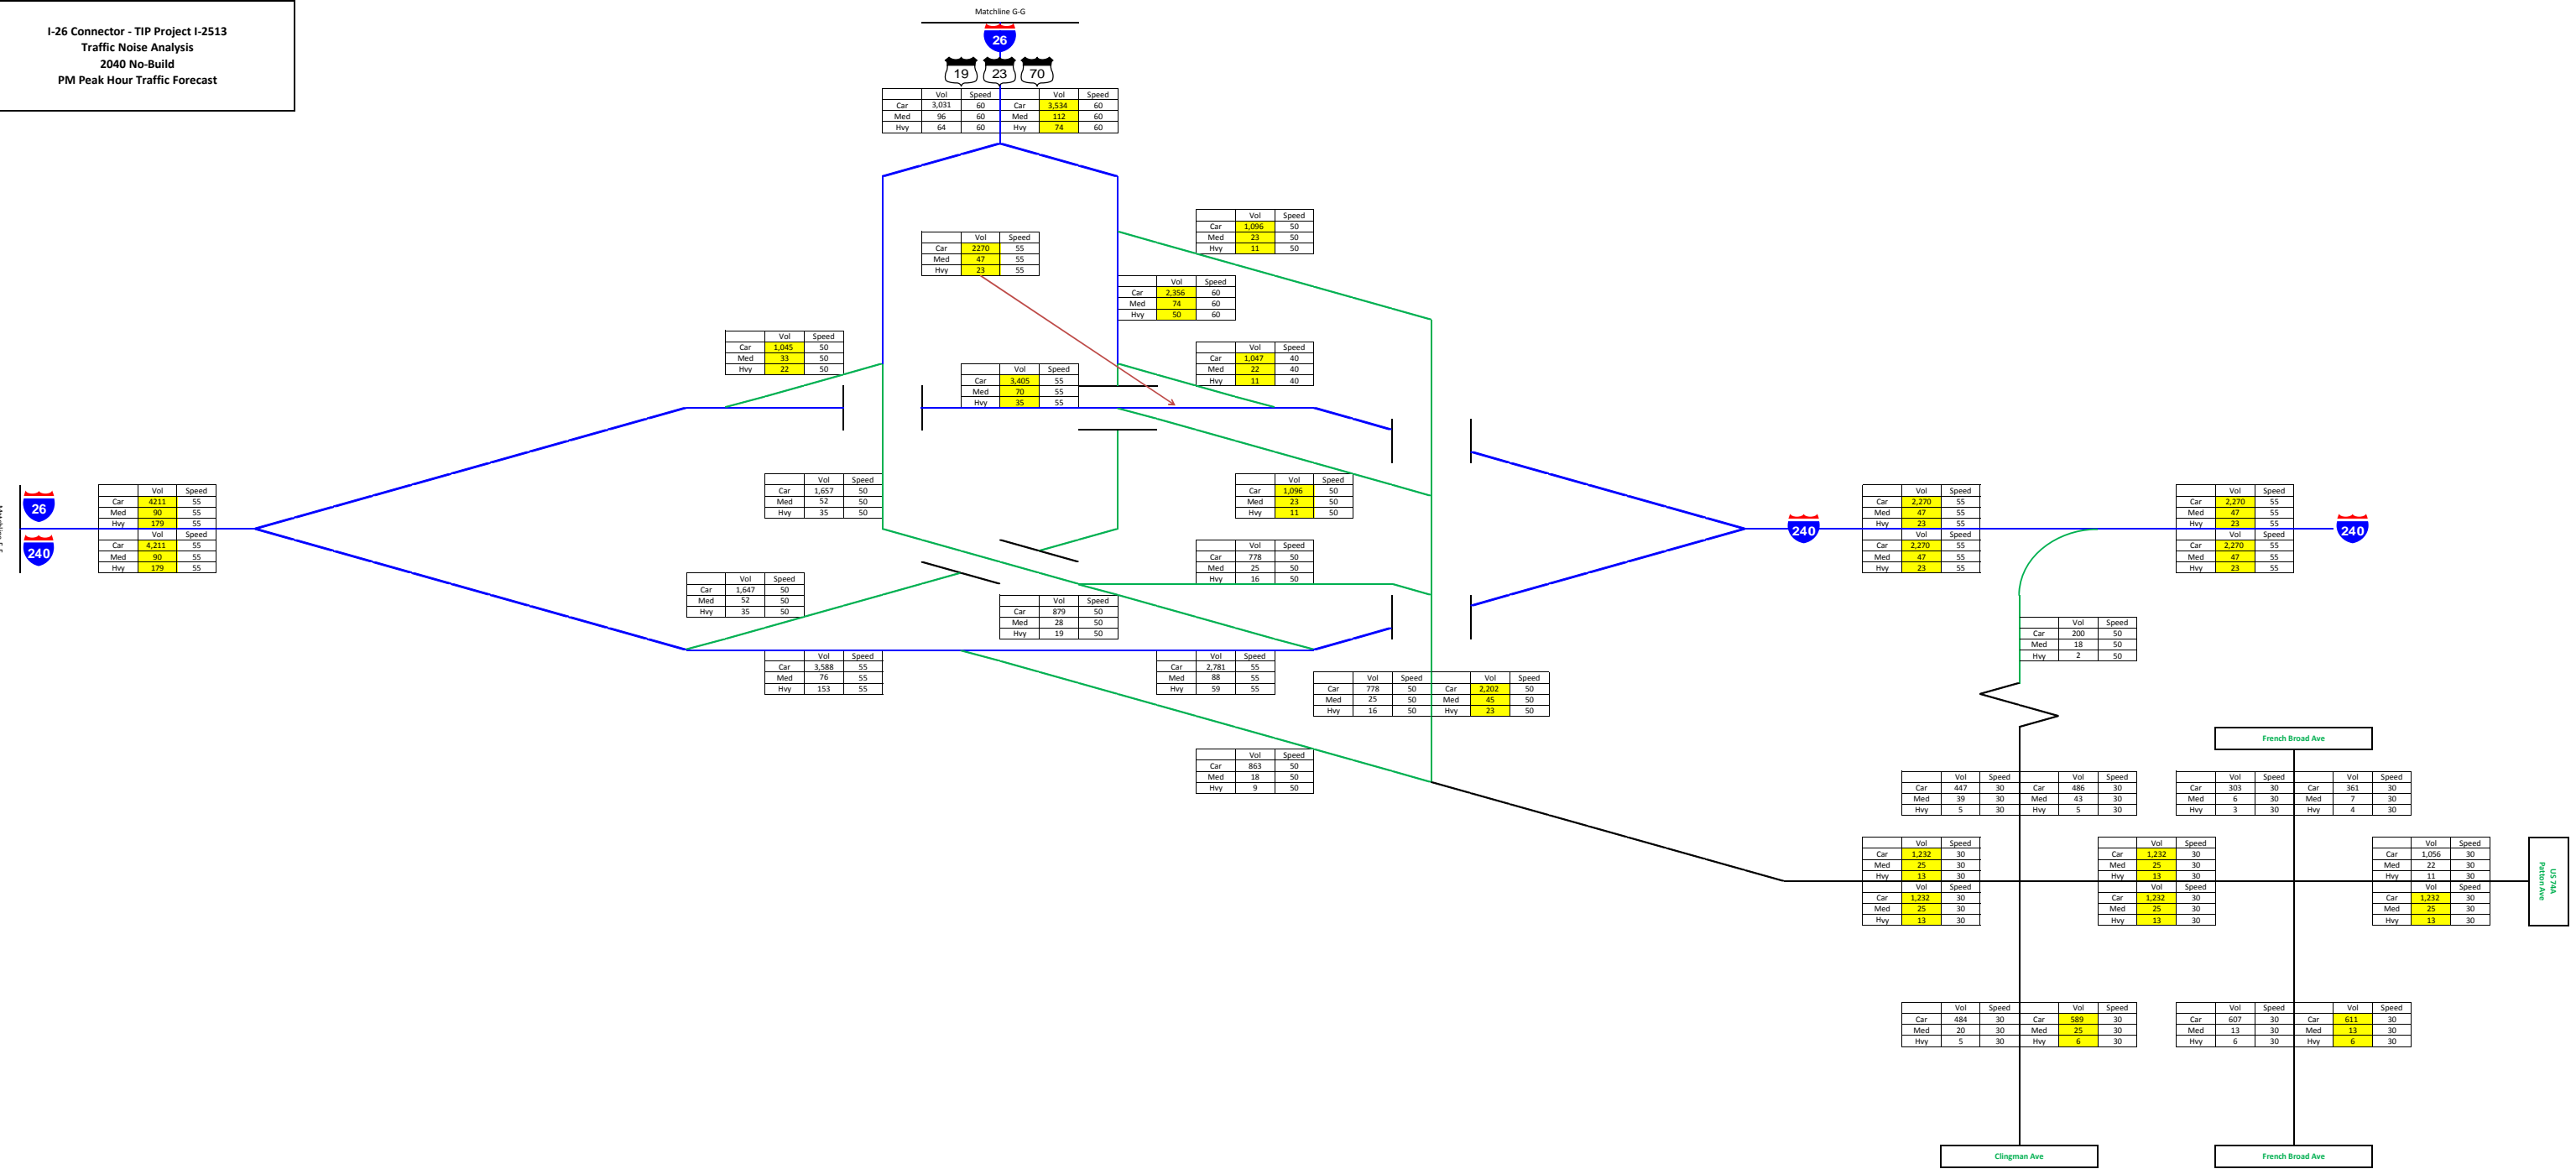 Matchline G-G
I-26 Connector - TIP Project I-2513
Traffic Noise Analysis
2040 No-Build
PM Peak Hour Traffic Forecast
26
19 23 70
Vol Speed Vol Speed
Car 3,031 60 Car 3,534 60
Med 96 60 Med 112 60
Hvy 64 60 Hvy 74 60
Vol Speed
Car 1,096 50
Med 23 50
Hvy 11 50
Vol Speed
Car 2270 55
Med 47 55
Hvy 23 55
Vol Speed
Car 2,356 60
Med 74 60
Hvy 50 60
Vol Speed
Car 1,045 50
Med 33 50
Hvy 22 50
Vol Speed
Car 1,047 40
Med 22 40
Hvy 11 40
Vol Speed
Car 3,405 55
Med 70 55
Hvy 35 55
Vol Speed
Car 1,657 50
Med 52 50
Hvy 35 50
Vol Speed
Car 1,096 50
Med 23 50
Hvy 11 50
26
240
Vol Speed
Car 4211 55
Med 90 55
Hvy 179 55
Vol Speed
Car 4,211 55
Med 90 55
Hvy 179 55
240
Vol Speed
Car 2,270 55
Med 47 55
Hvy 23 55
Vol Speed
Car 2,270 55
Med 47 55
Hvy 23 55
Vol Speed
Car 2,270 55
Med 47 55
Hvy 23 55
Vol Speed
Car 2,270 55
Med 47 55
Hvy 23 55
240
Vol Speed
Car 778 50
Med 25 50
Hvy 16 50
Vol Speed
Car 1,647 50
Med 52 50
Hvy 35 50
Vol Speed
Car 879 50
Med 28 50
Hvy 19 50
Vol Speed
Car 200 50
Med 18 50
Hvy 2 50
Vol Speed
Car 3,588 55
Med 76 55
Hvy 153 55
Vol Speed
Car 2,781 55
Med 88 55
Hvy 59 55
Vol Speed Vol Speed
Car 778 50 Car 2,202 50
Med 25 50 Med 45 50
Hvy 16 50 Hvy 23 50
Vol Speed
Car 863 50
Med 18 50
Hvy 9 50
French Broad Ave
Vol Speed Vol Speed
Car 447 30 Car 486 30
Med 39 30 Med 43 30
Hvy 5 30 Hvy 5 30
Vol Speed Vol Speed
Car 303 30 Car 361 30
Med 6 30 Med 7 30
Hvy 3 30 Hvy 4 30
Vol Speed
Car 1,232 30
Med 25 30
Hvy 13 30
Vol Speed
Car 1,232 30
Med 25 30
Hvy 13 30
Vol Speed
Car 1,232 30
Med 25 30
Hvy 13 30
Vol Speed
Car 1,232 30
Med 25 30
Hvy 13 30
Vol Speed
Car 1,056 30
Med 22 30
Hvy 11 30
Vol Speed
Car 1,232 30
Med 25 30
Hvy 13 30
US 74A
Patton Ave
Vol Speed Vol Speed
Car 484 30 Car 589 30
Med 20 30 Med 25 30
Hvy 5 30 Hvy 6 30
Vol Speed Vol Speed
Car 607 30 Car 611 30
Med 13 30 Med 13 30
Hvy 6 30 Hvy 6 30
Clingman Ave
French Broad Ave